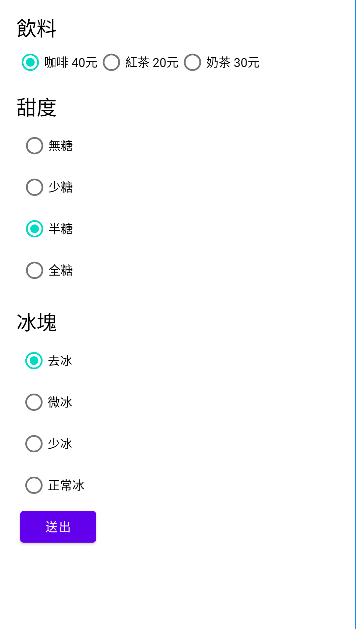 飲料
咖啡 40元 紅茶 20元 奶茶 30元
甜度
無糖
少糖
半糖
全糖
冰塊
去冰
微冰
少冰
正常冰
送出